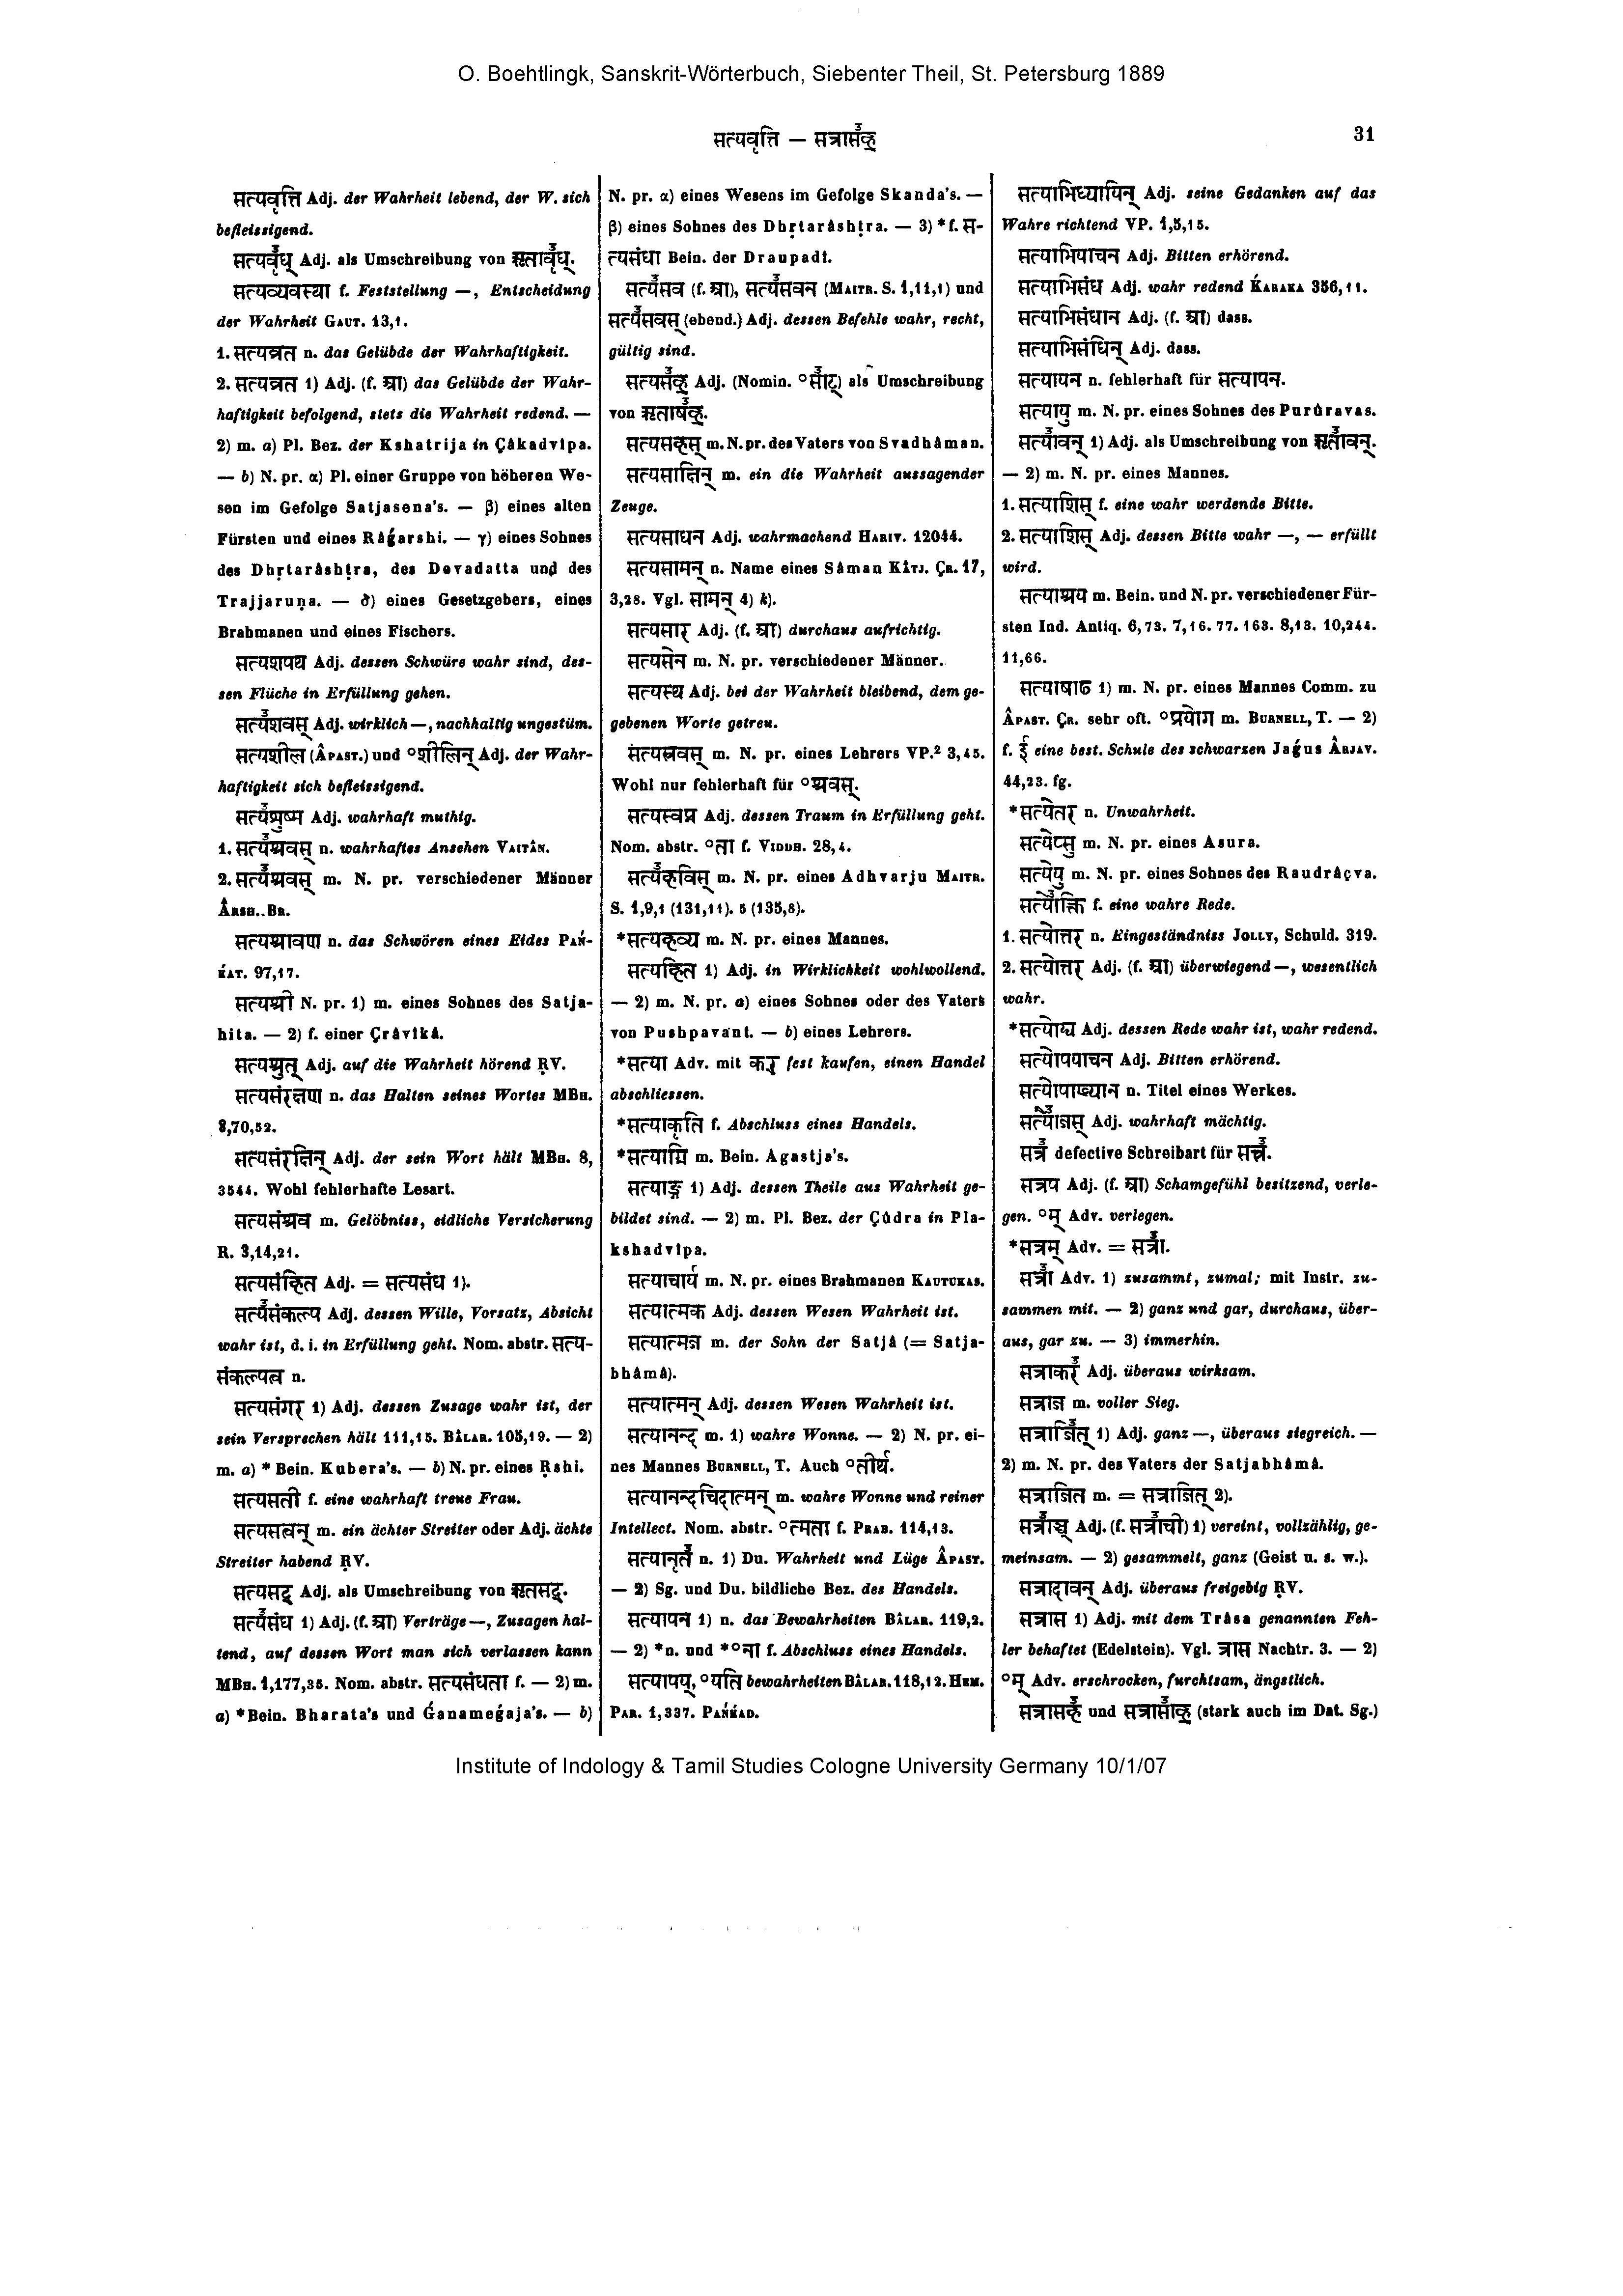 O. Boehtlingk, Sanskrit-Wörterbuch, Siebenter Theil, St. Petersburg 1889
सत्यवृत्ति — सत्रासꣳह् 31
सत्यवृत्ति Adj. der Wahrheit lebend, der W. sich
befleissigend.
सत्यवृध् Adj. als Umschreibung von ऋतावृध्.
सत्यव्यवस्था f. Feststellung —, Entscheidung
der Wahrheit GAUT. 13,1.
1. सत्यव्रत n. das Gelübde der Wahrhaftigkeit.
2. सत्यव्रत 1) Adj. (f. आ) das Gelübde der Wahr-
haftigkeit befolgend, stets die Wahrheit redend. —
2) m. a) Pl. Bez. der Kshatrija in Çâkadvîpa.
— b) N. pr. α) Pl. einer Gruppe von höheren We-
sen im Gefolge Satjasena's. — β) eines alten
Fürsten und eines Râǵarshi. — γ) eines Sohnes
des Dhṛtarâshṭra, des Devadatta und des
Trajjaruṇa. — δ) eines Gesetzgebers, eines
Brahmanen und eines Fischers.
सत्यशपथ Adj. dessen Schwüre wahr sind, des-
sen Flüche in Erfüllung gehen.
सत्यशवस् Adj. wirklich —, nachhaltig ungestüm.
सत्यशील (ÂPAST.) und °शीलिन् Adj. der Wahr-
haftigkeit sich befleissigend.
सत्यशुष्म Adj. wahrhaft muthig.
1. सत्यश्रवस् n. wahrhaftes Ansehen VAITÂN.
2. सत्यश्रवस् m. N. pr. verschiedener Männer
ÂRSH. BR.
सत्यश्रावण n. das Schwören eines Eides PAŃ-
ḰAT. 97,17.
सत्यश्री N. pr. 1) m. eines Sohnes des Satja-
hita. — 2) f. einer Çrâvikâ.
सत्यश्रुत् Adj. auf die Wahrheit hörend ṚV.
सत्यसंरक्षण n. das Halten seines Wortes MBH.
8,70,52.
सत्यसंरक्षिन् Adj. der sein Wort hält MBH. 8,
3544. Wohl fehlerhafte Lesart.
सत्यसंश्रव m. Gelöbniss, eidliche Versicherung
R. 3,14,21.
सत्यसंहित Adj. = सत्यसंध 1).
सत्यसंकल्प Adj. dessen Wille, Vorsatz, Absicht
wahr ist, d. i. in Erfüllung geht. Nom. abstr. सत्य-
संकल्पत्व n.
सत्यसंगर 1) Adj. dessen Zusage wahr ist, der
sein Versprechen hält 111,15. BÂLAR. 105,19. — 2)
m. a) * Bein. Kubera's. — b) N. pr. eines Ṛshi.
सत्यसती f. eine wahrhaft treue Frau.
सत्यसत्वन् m. ein ächter Streiter oder Adj. ächte
Streiter habend ṚV.
सत्यसद् Adj. als Umschreibung von ऋतसद्.
सत्यसंध 1) Adj. (f. आ) Verträge —, Zusagen hal-
tend, auf dessen Wort man sich verlassen kann
MBH. 1,177,35. Nom. abstr. सत्यसंधता f. — 2) m.
a) *Bein. Bharata's und Ǵanameǵaja's. — b)
N. pr. α) eines Wesens im Gefolge Skanda's. —
β) eines Sohnes des Dhṛtarâshṭra. — 3) *f. स-
त्यसंधा Bein. der Draupadî.
सत्यसव (f. आ), सत्यसवन (MAITR. S. 1,11,1) und
सत्यसवस् (ebend.) Adj. dessen Befehle wahr, recht,
gültig sind.
सत्यसह् Adj. (Nomin. °साट्) als Umschreibung
von ऋताषह्.
सत्यसहस् m. N. pr. des Vaters von Svadhâman.
सत्यसाक्षिन् m. ein die Wahrheit aussagender
Zeuge.
सत्यसाधन Adj. wahrmachend HARIV. 12044.
सत्यसामन् n. Name eines Sâman KÂTJ. ÇR. 17,
3,28. Vgl. सामन् 4) k).
सत्यसार Adj. (f. आ) durchaus aufrichtig.
सत्यसेन m. N. pr. verschiedener Männer.
सत्यस्थ Adj. bei der Wahrheit bleibend, dem ge-
gebenen Worte getreu.
सत्यस्रवस् m. N. pr. eines Lehrers VP.² 3,45.
Wohl nur fehlerhaft für °श्रवस्.
सत्यस्वप्न Adj. dessen Traum in Erfüllung geht.
Nom. abstr. °ता f. VIDDH. 28,4.
सत्यहविस् m. N. pr. eines Adhvarju MAITR.
S. 1,9,1 (131,11). 5 (135,8).
*सत्यहव्य m. N. pr. eines Mannes.
सत्यहित 1) Adj. in Wirklichkeit wohlwollend.
— 2) m. N. pr. a) eines Sohnes oder des Vaters
von Pushpavant. — b) eines Lehrers.
*सत्या Adv. mit कर् fest kaufen, einen Handel
abschliessen.
*सत्याकृति f. Abschluss eines Handels.
*सत्याग्नि m. Bein. Agastja's.
सत्याङ्ग 1) Adj. dessen Theile aus Wahrheit ge-
bildet sind. — 2) m. Pl. Bez. der Çûdra in Pla-
kshadvîpa.
सत्याचार्य m. N. pr. eines Brahmanen KAUTUKAS.
सत्यात्मक Adj. dessen Wesen Wahrheit ist.
सत्यात्मज m. der Sohn der Satjâ (= Satja-
bhâmâ).
सत्यात्मन् Adj. dessen Wesen Wahrheit ist.
सत्यानन्द m. 1) wahre Wonne. — 2) N. pr. ei-
nes Mannes BURNELL, T. Auch °तीर्थ.
सत्यानन्दचिदात्मन् m. wahre Wonne und reiner
Intellect. Nom. abstr. °त्मता f. PRAB. 114,13.
सत्यानृत n. 1) Du. Wahrheit und Lüge ÂPAST.
— 2) Sg. und Du. bildliche Bez. des Handels.
सत्यापन 1) n. das Bewahrheiten BÂLAR. 119,2.
— 2) *n. und *°ना f. Abschluss eines Handels.
सत्यापय्, °यति bewahrheiten BÂLAR. 118,12. HEM.
PAR. 1,337. PAŃḰAD.
सत्याभिध्यायिन् Adj. seine Gedanken auf das
Wahre richtend VP. 1,5,15.
सत्याभियाचन Adj. Bitten erhörend.
सत्याभिसंध Adj. wahr redend ḰARAKA 356,11.
सत्याभिसंधान Adj. (f. आ) dass.
सत्याभिसंधिन् Adj. dass.
सत्यायन n. fehlerhaft für सत्यापन.
सत्यायु m. N. pr. eines Sohnes des Purûravas.
सत्यावन् 1) Adj. als Umschreibung von ऋतावन्.
— 2) m. N. pr. eines Mannes.
1. सत्याशिस् f. eine wahr werdende Bitte.
2. सत्याशिस् Adj. dessen Bitte wahr —, — erfüllt
wird.
सत्याश्रय m. Bein. und N. pr. verschiedener Für-
sten Ind. Antiq. 6,73. 7,16. 77. 163. 8,13. 10,244.
11,66.
सत्याषाढ 1) m. N. pr. eines Mannes Comm. zu
ÂPAST. ÇR. sehr oft. °प्रयोग m. BURNELL, T. — 2)
f. ई eine best. Schule des schwarzen Jaǵus ÂRJAV.
44,23. fg.
*सत्येतर n. Unwahrheit.
सत्येप्सु m. N. pr. eines Asura.
सत्येयु m. N. pr. eines Sohnes des Raudrâçva.
सत्योक्ति f. eine wahre Rede.
1. सत्योत्तर n. Eingeständniss JOLLY, Schuld. 319.
2. सत्योत्तर Adj. (f. आ) überwiegend —, wesentlich
wahr.
*सत्योद्य Adj. dessen Rede wahr ist, wahr redend.
सत्योपयाचन Adj. Bitten erhörend.
सत्योपाख्यान n. Titel eines Werkes.
सत्यौजस् Adj. wahrhaft mächtig.
सत्र defective Schreibart für सत्त्र.
सत्रप Adj. (f. आ) Schamgefühl besitzend, verle-
gen. °म् Adv. verlegen.
*सत्रम् Adv. = सत्रा.
सत्रा Adv. 1) zusammt, zumal; mit Instr. zu-
sammen mit. — 2) ganz und gar, durchaus, über-
aus, gar zu. — 3) immerhin.
सत्राकर Adj. überaus wirksam.
सत्राज m. voller Sieg.
सत्राजित् 1) Adj. ganz —, überaus siegreich. —
2) m. N. pr. des Vaters der Satjabhâmâ.
सत्राजित m. = सत्राजित् 2).
सत्राञ्च् Adj. (f. सत्राची) 1) vereint, vollzählig, ge-
meinsam. — 2) gesammelt, ganz (Geist u. s. w.).
सत्रादावन् Adj. überaus freigebig ṚV.
सत्रास 1) Adj. mit dem Trâsa genannten Feh-
ler behaftet (Edelstein). Vgl. त्रास Nachtr. 3. — 2)
°म् Adv. erschrocken, furchtsam, ängstlich.
सत्रासह und सत्रासाह् (stark auch im Dat. Sg.)
Institute of Indology & Tamil Studies Cologne University Germany 10/1/07